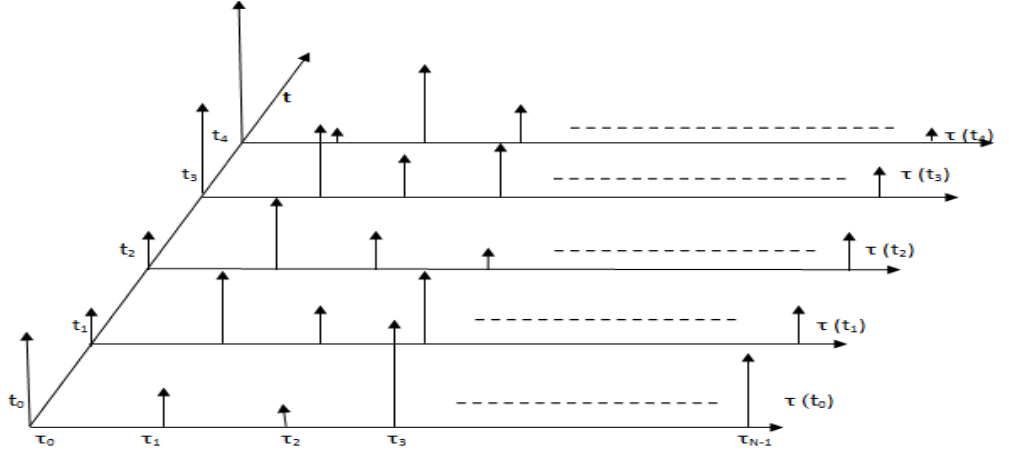 t
t₄
τ (t₄)
t₃
τ (t₃)
t₂
τ (t₂)
t₁
τ (t₁)
t₀
τ (t₀)
τ₀ τ₁ τ₂ τ₃ τN-1